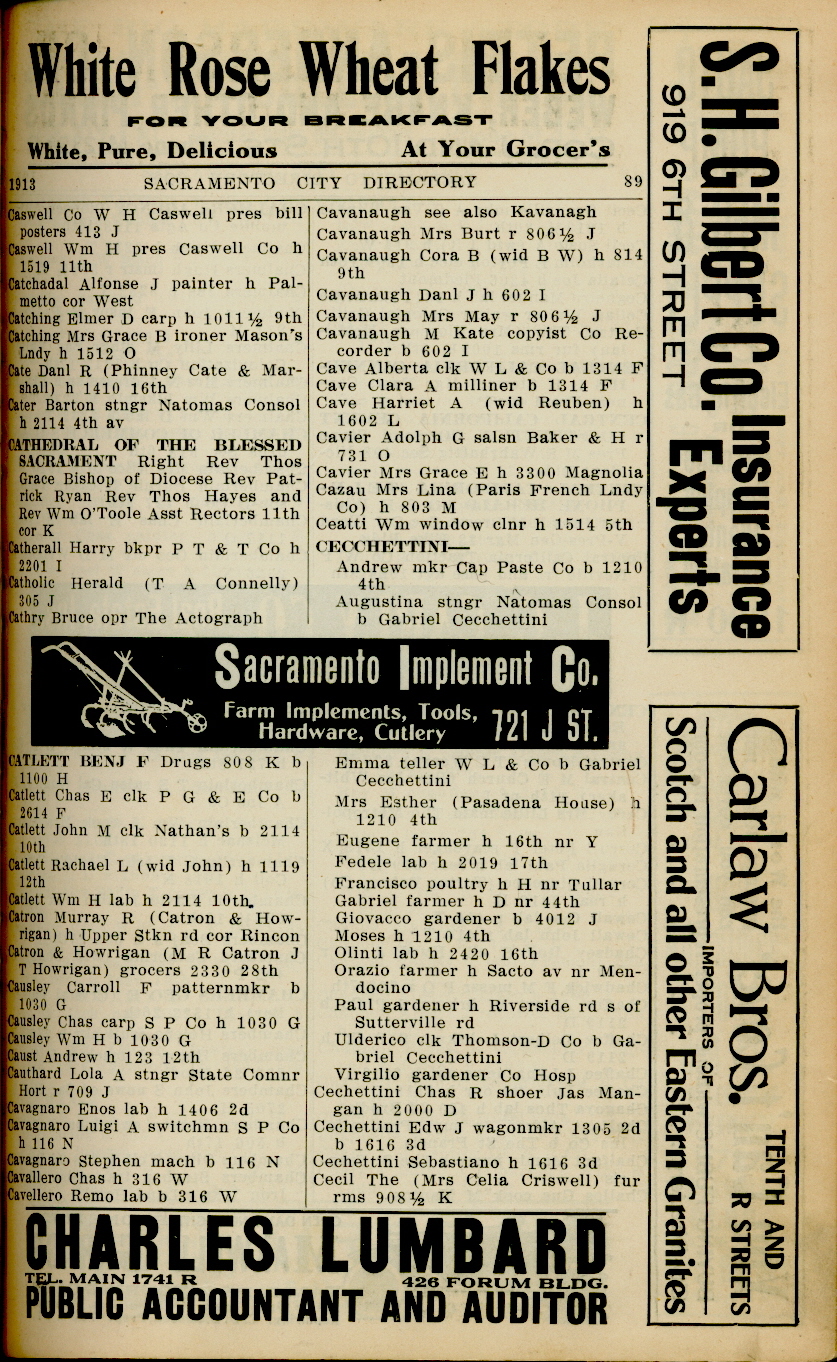 White Rose Wheat Flakes
FOR YOUR BREAKFAST
White, Pure, Delicious At Your Grocer's
1913 SACRAMENTO CITY DIRECTORY 89
Caswell Co W H Caswell pres bill
posters 413 J
Caswell Wm H pres Caswell Co h
1519 11th
Catchadal Alfonse J painter h Pal-
metto cor West
Catching Elmer D carp h 1011½ 9th
Catching Mrs Grace B ironer Mason's
Lndy h 1512 O
Cate Danl R (Phinney Cate & Mar-
shall) h 1410 16th
Cater Barton stngr Natomas Consol
h 2114 4th av
CATHEDRAL OF THE BLESSED
SACRAMENT Right Rev Thos
Grace Bishop of Diocese Rev Pat-
rick Ryan Rev Thos Hayes and
Rev Wm O'Toole Asst Rectors 11th
cor K
Catherall Harry bkpr P T & T Co h
2201 I
Catholic Herald (T A Connelly)
305 J
Cathry Bruce opr The Actograph
Cavanaugh see also Kavanagh
Cavanaugh Mrs Burt r 806½ J
Cavanaugh Cora B (wid B W) h 814
9th
Cavanaugh Danl J h 602 I
Cavanaugh Mrs May r 806½ J
Cavanaugh M Kate copyist Co Re-
corder b 602 I
Cave Alberta clk W L & Co b 1314 F
Cave Clara A milliner b 1314 F
Cave Harriet A (wid Reuben) h
1602 L
Cavier Adolph G salsn Baker & H r
731 O
Cavier Mrs Grace E h 3300 Magnolia
Cazau Mrs Lina (Paris French Lndy
Co) h 803 M
Ceatti Wm window clnr h 1514 5th
CECCHETTINI—
Andrew mkr Cap Paste Co b 1210
4th
Augustina stngr Natomas Consol
b Gabriel Cecchettini
Sacramento Implement Co.
Farm Implements, Tools,
Hardware, Cutlery 721 J ST.
CATLETT BENJ F Drugs 808 K b
1100 H
Catlett Chas E clk P G & E Co b
2614 F
Catlett John M clk Nathan's b 2114
10th
Catlett Rachael L (wid John) h 1119
12th
Catlett Wm H lab h 2114 10th.
Catron Murray R (Catron & How-
rigan) h Upper Stkn rd cor Rincon
Catron & Howrigan (M R Catron J
T Howrigan) grocers 2330 28th
Causley Carroll F patternmkr b
1030 G
Causley Chas carp S P Co h 1030 G
Causley Wm H b 1030 G
Caust Andrew h 123 12th
Cauthard Lola A stngr State Comnr
Hort r 709 J
Cavagnaro Enos lab h 1406 2d
Cavagnaro Luigi A switchmn S P Co
h 116 N
Cavagnaro Stephen mach b 116 N
Cavallero Chas h 316 W
Cavellero Remo lab b 316 W
Emma teller W L & Co b Gabriel
Cecchettini
Mrs Esther (Pasadena House) h
1210 4th
Eugene farmer h 16th nr Y
Fedele lab h 2019 17th
Francisco poultry h H nr Tullar
Gabriel farmer h D nr 44th
Giovacco gardener b 4012 J
Moses h 1210 4th
Olinti lab h 2420 16th
Orazio farmer h Sacto av nr Men-
docino
Paul gardener h Riverside rd s of
Sutterville rd
Ulderico clk Thomson-D Co b Ga-
briel Cecchettini
Virgilio gardener Co Hosp
Cechettini Chas R shoer Jas Man-
gan h 2000 D
Cechettini Edw J wagonmkr 1305 2d
b 1616 3d
Cechettini Sebastiano h 1616 3d
Cecil The (Mrs Celia Criswell) fur
rms 908½ K
CHARLES LUMBARD
TEL. MAIN 1741 R 426 FORUM BLDG.
PUBLIC ACCOUNTANT AND AUDITOR
S. H. Gilbert Co. Insurance
919 6TH STREET Experts
Carlaw Bros. TENTH AND
R STREETS
IMPORTERS OF
Scotch and all other Eastern Granites